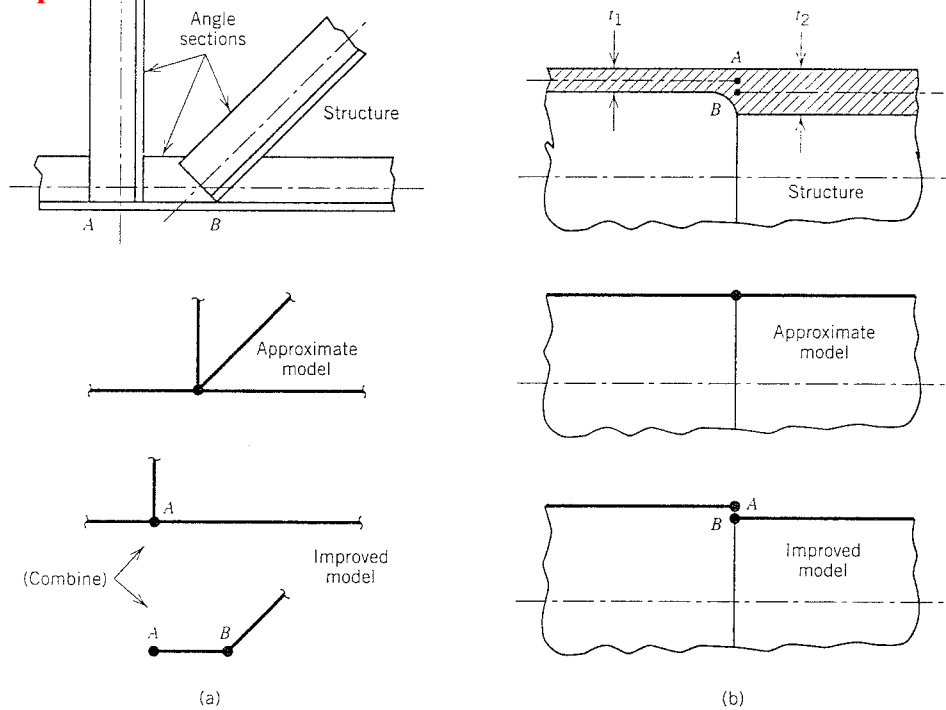 Angle
sections
Structure
A
B
Approximate
model
A
Improved
model
(Combine)
A
B
(a)
t1
t2
A
B
Structure
Approximate
model
A
B
Improved
model
(b)